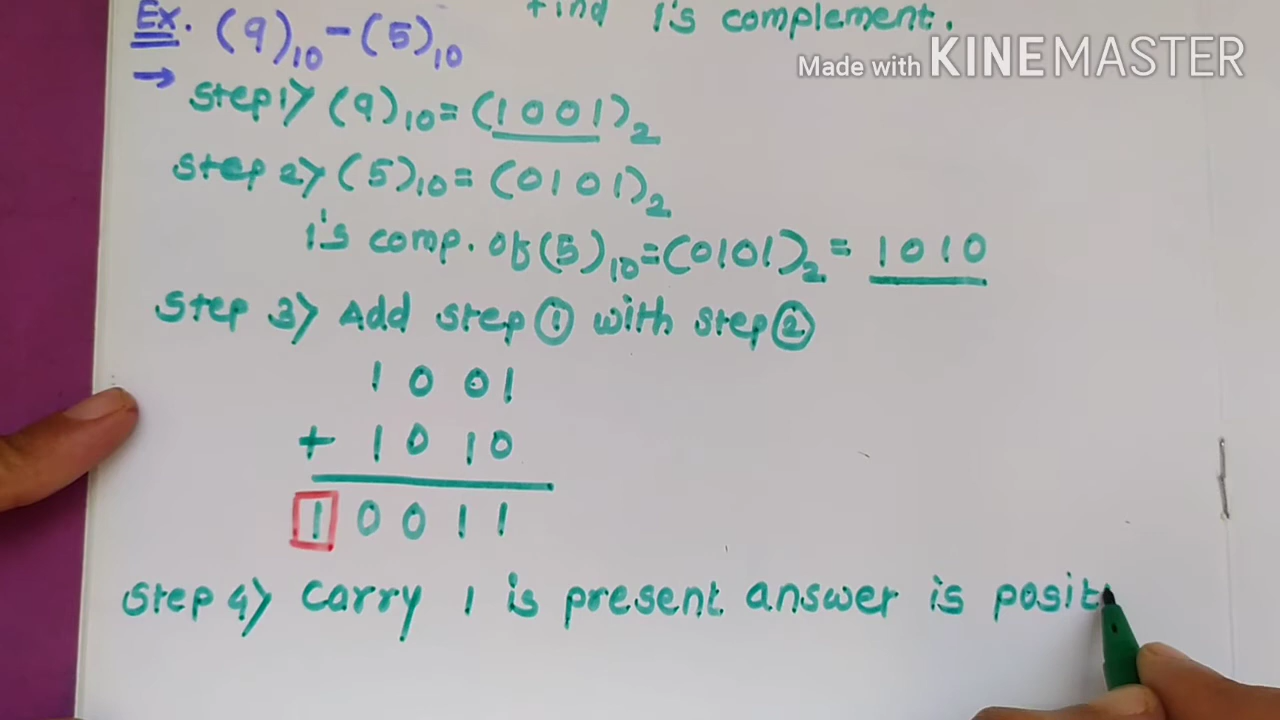 find 1's complement.
Ex. (9)10 - (5)10
Made with KINEMASTER
→ Step 1> (9)10 = (1001)2
Step 2> (5)10 = (0101)2
1's comp. of (5)10 = (0101)2 = 1010
Step 3> Add step ① with step ②
1 0 0 1
+ 1 0 1 0
1 0 0 1 1
Step 4> Carry 1 is present answer is posit